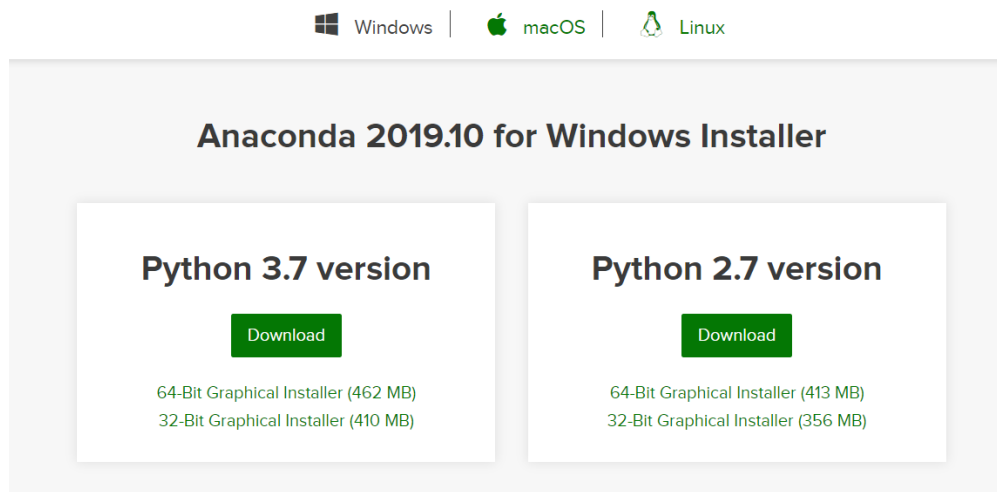 Windows | macOS | Linux
Anaconda 2019.10 for Windows Installer
Python 3.7 version
Download
64-Bit Graphical Installer (462 MB)
32-Bit Graphical Installer (410 MB)
Python 2.7 version
Download
64-Bit Graphical Installer (413 MB)
32-Bit Graphical Installer (356 MB)